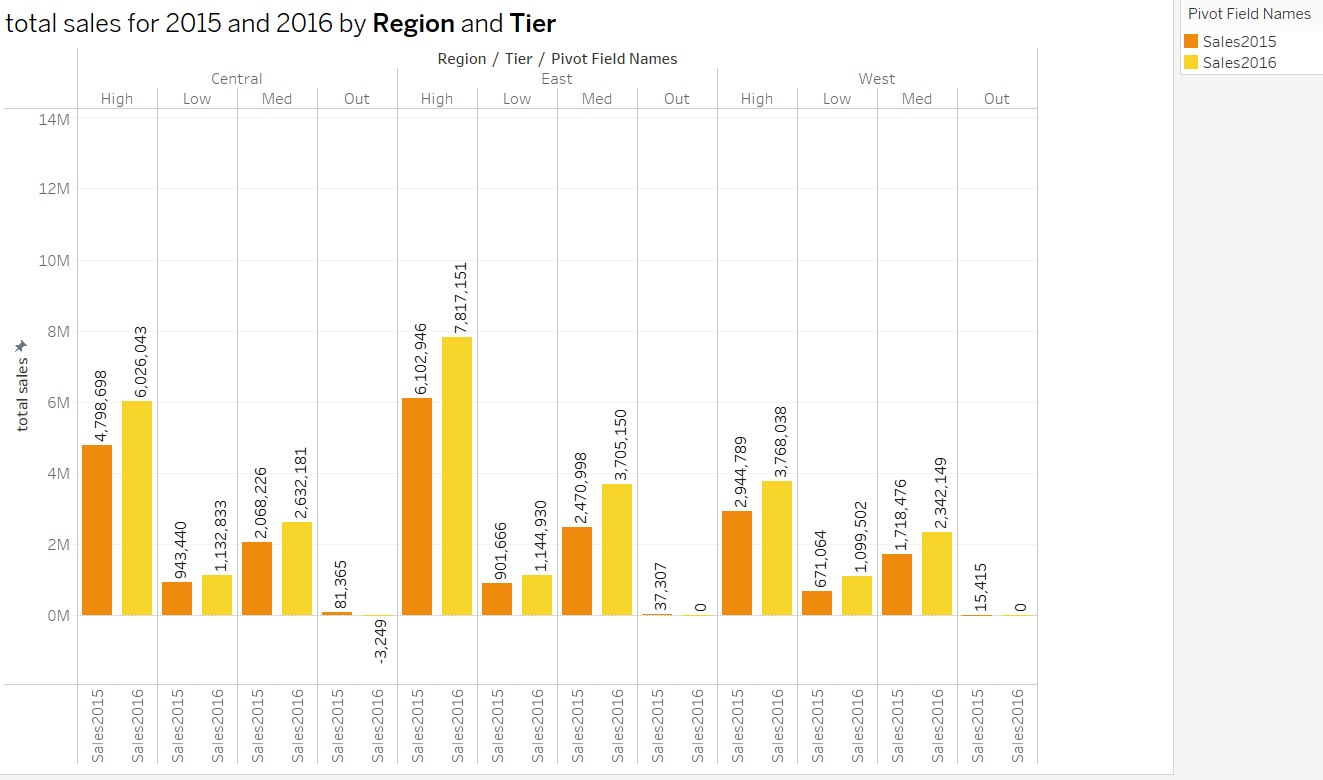 total sales for 2015 and 2016 by Region and Tier
Pivot Field Names
Sales2015
Sales2016
Region / Tier / Pivot Field Names
Central East West
High Low Med Out High Low Med Out High Low Med Out
14M
12M
10M
8M
6M
4M
2M
0M
total sales
4,798,698
6,026,043
943,440
1,132,833
2,068,226
2,632,181
81,365
-3,249
6,102,946
7,817,151
901,666
1,144,930
2,470,998
3,705,150
37,307
0
2,944,789
3,768,038
671,064
1,099,502
1,718,476
2,342,149
15,415
0
Sales2015
Sales2016
Sales2015
Sales2016
Sales2015
Sales2016
Sales2015
Sales2016
Sales2015
Sales2016
Sales2015
Sales2016
Sales2015
Sales2016
Sales2015
Sales2016
Sales2015
Sales2016
Sales2015
Sales2016
Sales2015
Sales2016
Sales2015
Sales2016